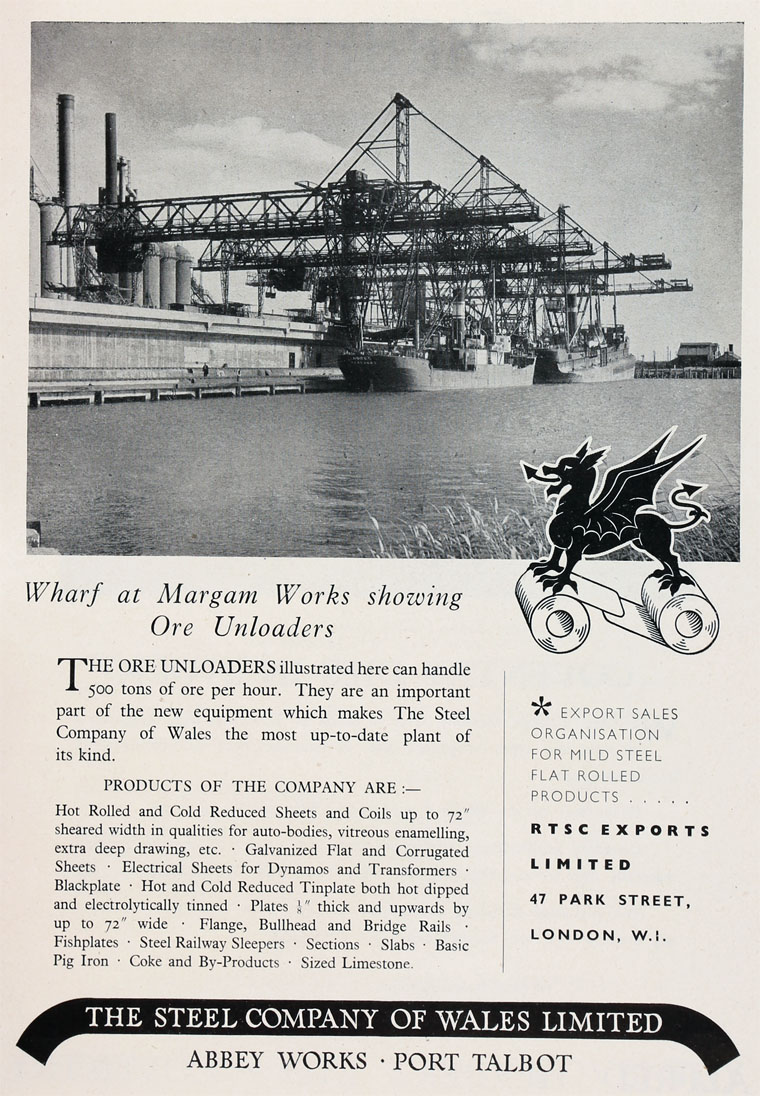 Wharf at Margam Works showing
Ore Unloaders
THE ORE UNLOADERS illustrated here can handle
500 tons of ore per hour. They are an important
part of the new equipment which makes The Steel
Company of Wales the most up-to-date plant of
its kind.
PRODUCTS OF THE COMPANY ARE :—
Hot Rolled and Cold Reduced Sheets and Coils up to 72″
sheared width in qualities for auto-bodies, vitreous enamelling,
extra deep drawing, etc. · Galvanized Flat and Corrugated
Sheets · Electrical Sheets for Dynamos and Transformers ·
Blackplate · Hot and Cold Reduced Tinplate both hot dipped
and electrolytically tinned · Plates ⅛″ thick and upwards by
up to 72″ wide · Flange, Bullhead and Bridge Rails ·
Fishplates · Steel Railway Sleepers · Sections · Slabs · Basic
Pig Iron · Coke and By-Products · Sized Limestone.
* EXPORT SALES
ORGANISATION
FOR MILD STEEL
FLAT ROLLED
PRODUCTS . . . . .
RTSC EXPORTS
LIMITED
47 PARK STREET,
LONDON, W.1.
THE STEEL COMPANY OF WALES LIMITED
ABBEY WORKS · PORT TALBOT